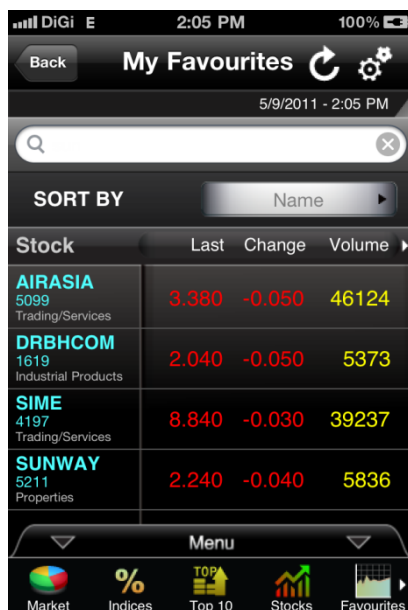 DiGi E 2:05 PM 100%
Back My Favourites
5/9/2011 - 2:05 PM
SORT BY Name
Stock Last Change Volume
AIRASIA
5099 3.380 -0.050 46124
Trading/Services
DRBHCOM
1619 2.040 -0.050 5373
Industrial Products
SIME
4197 8.840 -0.030 39237
Trading/Services
SUNWAY
5211 2.240 -0.040 5836
Properties
Menu
%
TOP
Market Indices Top 10 Stocks Favourites